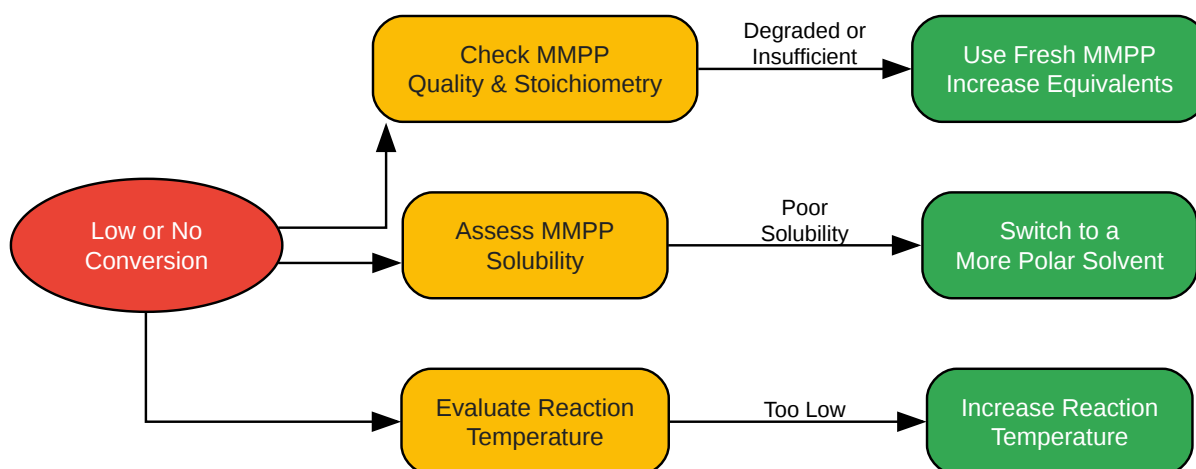 Low or No
Conversion
Check MMPP
Quality & Stoichiometry
Degraded or
Insufficient
Use Fresh MMPP
Increase Equivalents
Assess MMPP
Solubility
Poor
Solubility
Switch to a
More Polar Solvent
Evaluate Reaction
Temperature
Too Low
Increase Reaction
Temperature